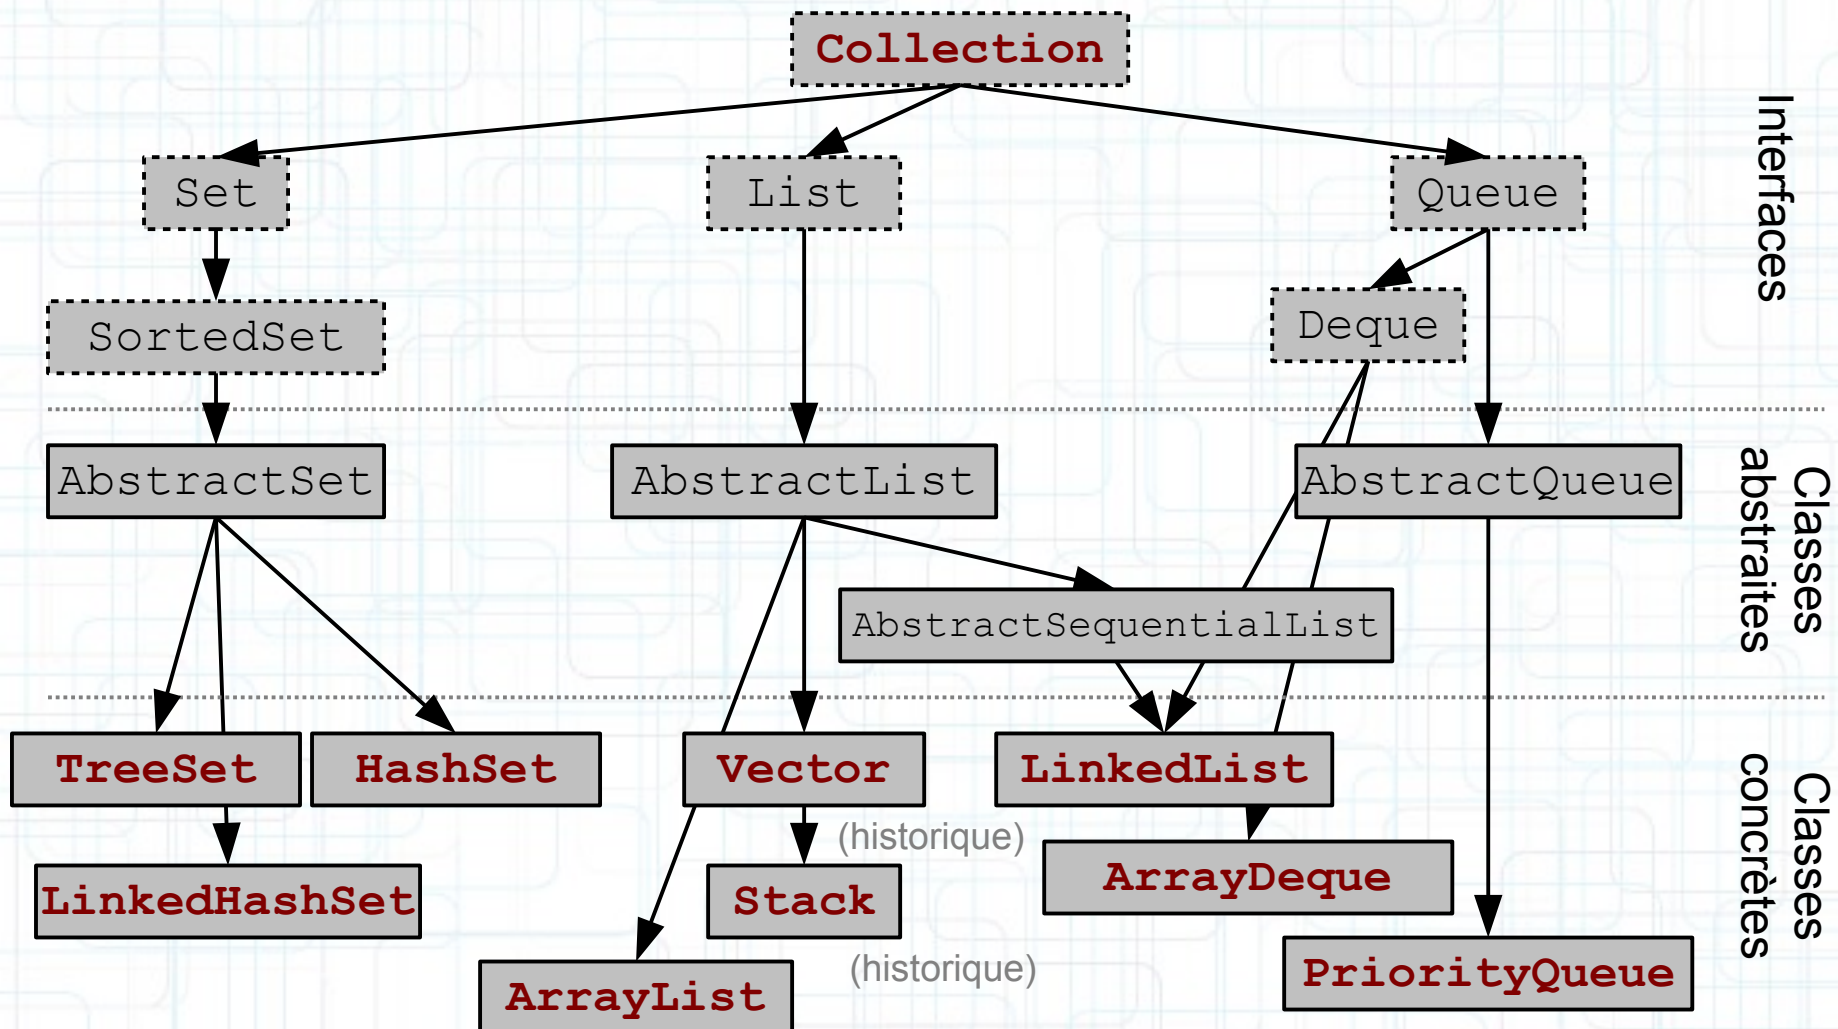 Collection
Interfaces
Set
List
Queue
SortedSet
Deque
AbstractSet
AbstractList
AbstractQueue
Classes
abstraites
AbstractSequentialList
TreeSet
HashSet
Vector
LinkedList
Classes
concrètes
(historique)
LinkedHashSet
Stack
ArrayDeque
(historique)
PriorityQueue
ArrayList